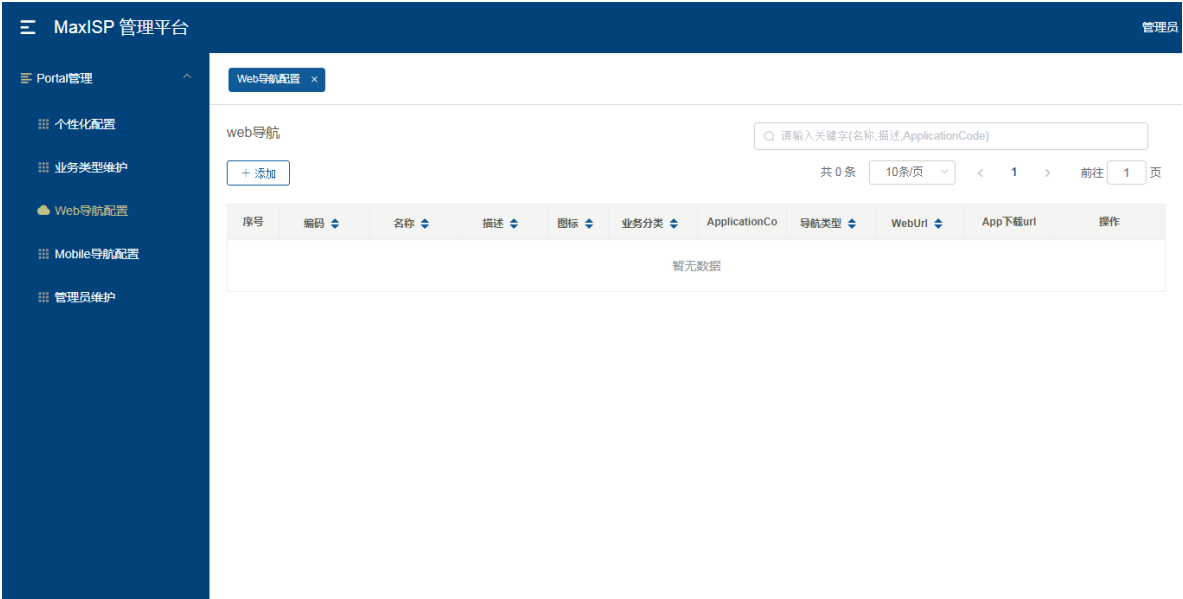 MaxISP 管理平台
管理员
Portal管理
个性化配置
业务类型维护
Web导航配置
Mobile导航配置
管理员维护
Web导航配置 ×
web导航
请输入关键字(名称,描述,ApplicationCode)
+ 添加
共 0 条 10条/页 < 1 > 前往 1 页
序号 编码 名称 描述 图标 业务分类 ApplicationCo 导航类型 WebUrl App下载url 操作
暂无数据